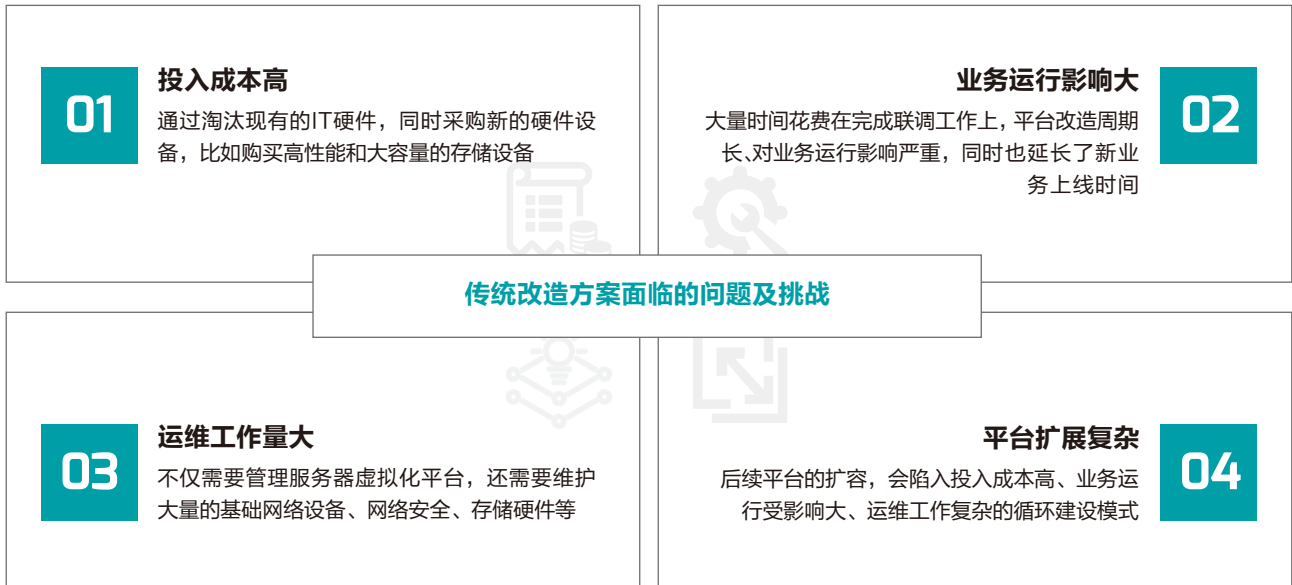 01
投入成本高
通过淘汰现有的IT硬件，同时采购新的硬件设
备，比如购买高性能和大容量的存储设备
业务运行影响大
02
大量时间花费在完成联调工作上，平台改造周期
长、对业务运行影响严重，同时也延长了新业
务上线时间
传统改造方案面临的问题及挑战
03
运维工作量大
不仅需要管理服务器虚拟化平台，还需要维护
大量的基础网络设备、网络安全、存储硬件等
平台扩展复杂
04
后续平台的扩容，会陷入投入成本高、业务运
行受影响大、运维工作复杂的循环建设模式